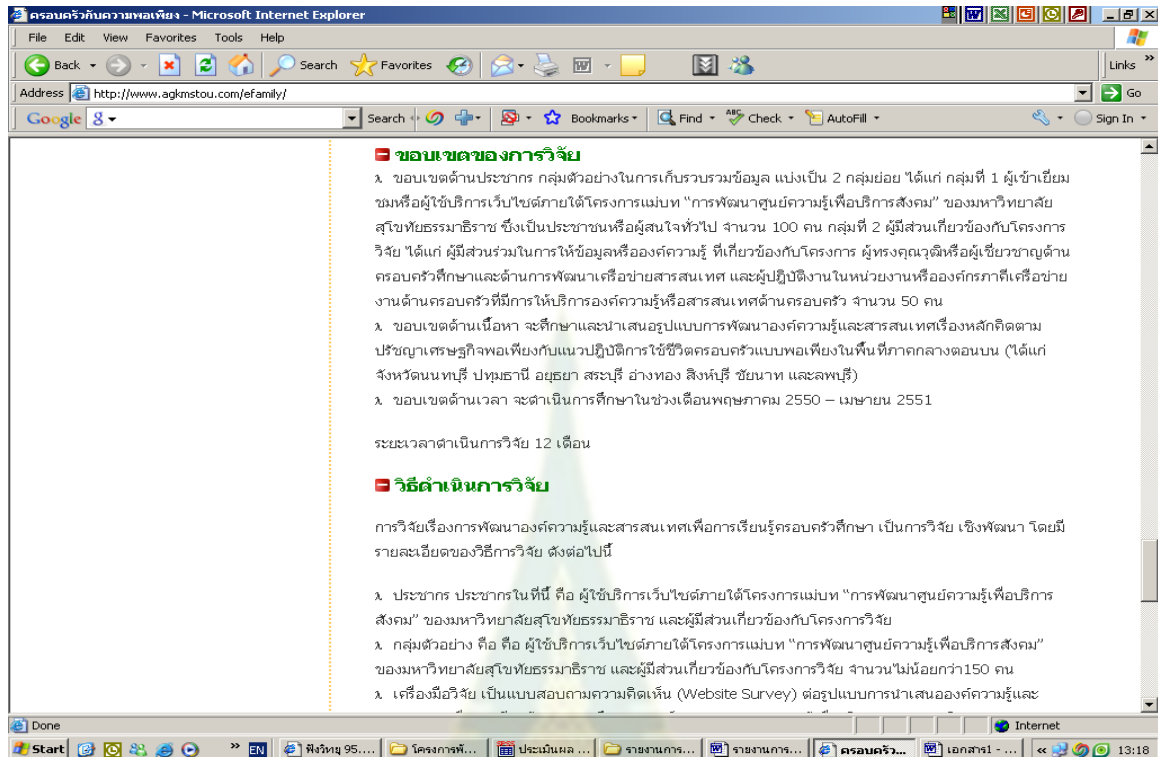 ครอบครัวกับความพอเพียง - Microsoft Internet Explorer
File Edit View Favorites Tools Help
Back Search Favorites Links »
Address http://www.agkmstou.com/efamily/ Go
Google Search Bookmarks Find Check AutoFill Sign In
ขอบเขตของการวิจัย
λ ขอบเขตด้านประชากร กลุ่มตัวอย่างในการเก็บรวบรวมข้อมูล แบ่งเป็น 2 กลุ่มย่อย ได้แก่ กลุ่มที่ 1 ผู้เข้าเยี่ยม
ชมหรือผู้ใช้บริการเว็บไซต์ภายใต้โครงการแม่บท "การพัฒนาศูนย์ความรู้เพื่อบริการสังคม" ของมหาวิทยาลัย
สุโขทัยธรรมาธิราช ซึ่งเป็นประชาชนหรือผู้สนใจทั่วไป จำนวน 100 คน กลุ่มที่ 2 ผู้มีส่วนเกี่ยวข้องกับโครงการ
วิจัย ได้แก่ ผู้มีส่วนร่วมในการให้ข้อมูลหรือองค์ความรู้ ที่เกี่ยวข้องกับโครงการ ผู้ทรงคุณวุฒิหรือผู้เชี่ยวชาญด้าน
ครอบครัวศึกษาและด้านการพัฒนาเครือข่ายสารสนเทศ และผู้ปฏิบัติงานในหน่วยงานหรือองค์กรภาคีเครือข่าย
งานด้านครอบครัวที่มีการให้บริการองค์ความรู้หรือสารสนเทศด้านครอบครัว จำนวน 50 คน
λ ขอบเขตด้านเนื้อหา จะศึกษาและนำเสนอรูปแบบการพัฒนาองค์ความรู้และสารสนเทศเรื่องหลักคิดตาม
ปรัชญาเศรษฐกิจพอเพียงกับแนวปฏิบัติการใช้ชีวิตครอบครัวแบบพอเพียงในพื้นที่ภาคกลางตอนบน (ได้แก่
จังหวัดนนทบุรี ปทุมธานี อยุธยา สระบุรี อ่างทอง สิงห์บุรี ชัยนาท และลพบุรี)
λ ขอบเขตด้านเวลา จะดำเนินการศึกษาในช่วงเดือนพฤษภาคม 2550 – เมษายน 2551
ระยะเวลาดำเนินการวิจัย 12 เดือน
วิธีดำเนินการวิจัย
การวิจัยเรื่องการพัฒนาองค์ความรู้และสารสนเทศเพื่อการเรียนรู้ครอบครัวศึกษา เป็นการวิจัย เชิงพัฒนา โดยมี
รายละเอียดของวิธีการวิจัย ดังต่อไปนี้
λ ประชากร ประชากรในที่นี้ คือ ผู้ใช้บริการเว็บไซต์ภายใต้โครงการแม่บท "การพัฒนาศูนย์ความรู้เพื่อบริการ
สังคม" ของมหาวิทยาลัยสุโขทัยธรรมาธิราช และผู้มีส่วนเกี่ยวข้องกับโครงการวิจัย
λ กลุ่มตัวอย่าง คือ คือ ผู้ใช้บริการเว็บไซต์ภายใต้โครงการแม่บท "การพัฒนาศูนย์ความรู้เพื่อบริการสังคม"
ของมหาวิทยาลัยสุโขทัยธรรมาธิราช และผู้มีส่วนเกี่ยวข้องกับโครงการวิจัย จำนวนไม่น้อยกว่า150 คน
λ เครื่องมือวิจัย เป็นแบบสอบถามความคิดเห็น (Website Survey) ต่อรูปแบบการนำเสนอองค์ความรู้และ
Done Internet
Start » EN ฟังวิทยุ 95.... โครงการพั... ประเมินผล ... รายงานการ... รายงานการ... ครอบครัว... เอกสาร1 - ... « 13:18